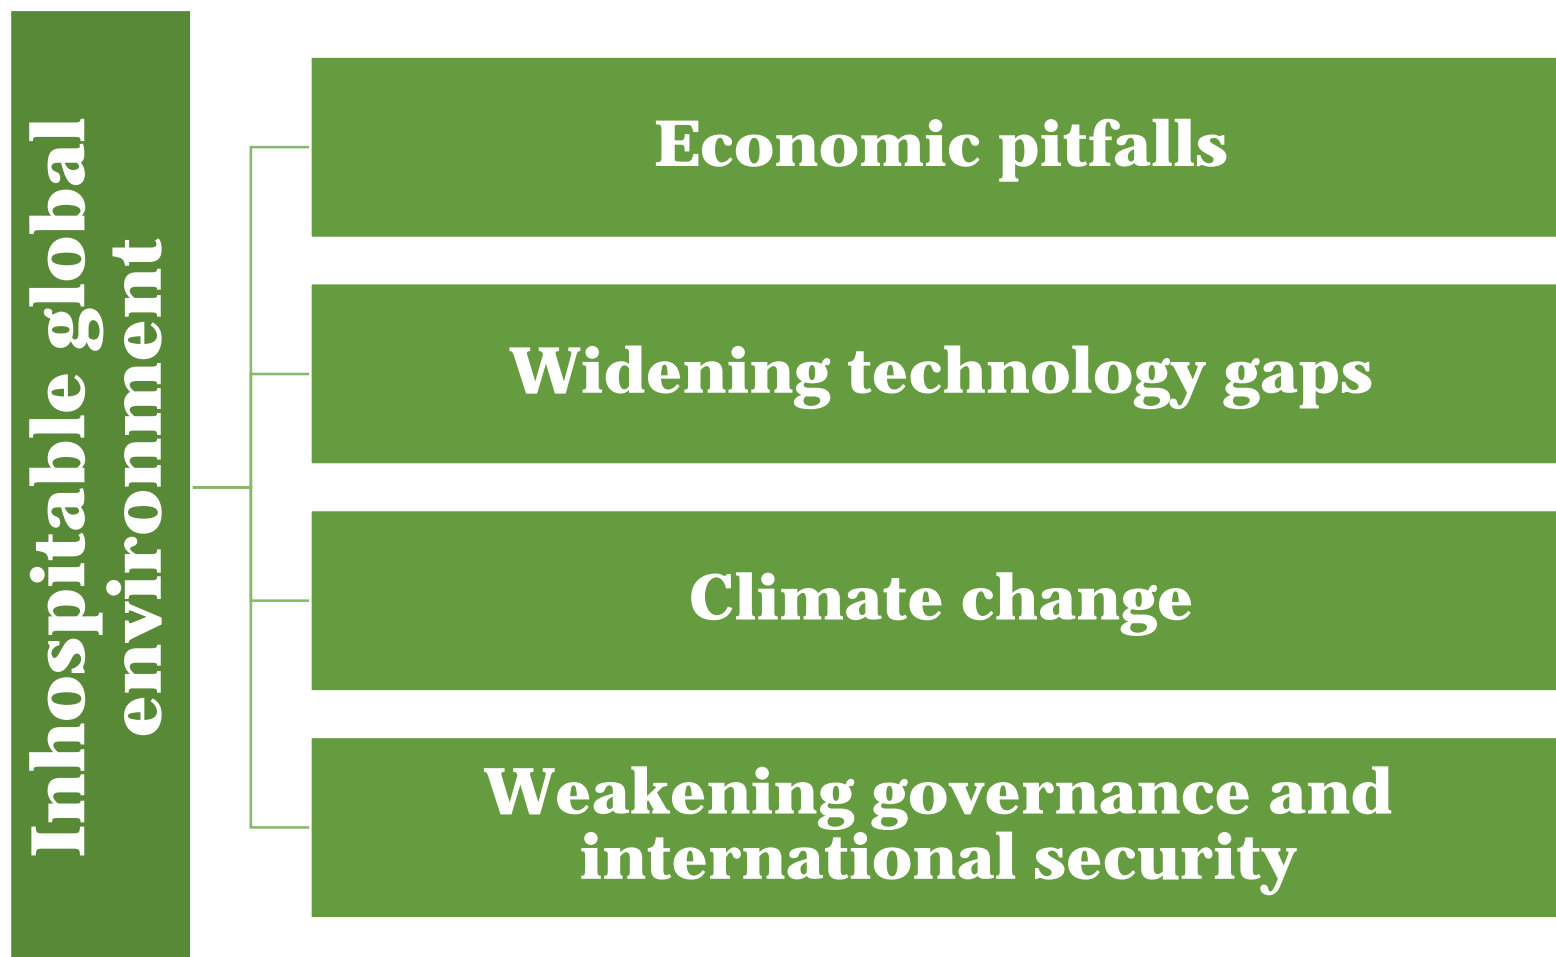 Inhospitable global
environment
Economic pitfalls
Widening technology gaps
Climate change
Weakening governance and
international security